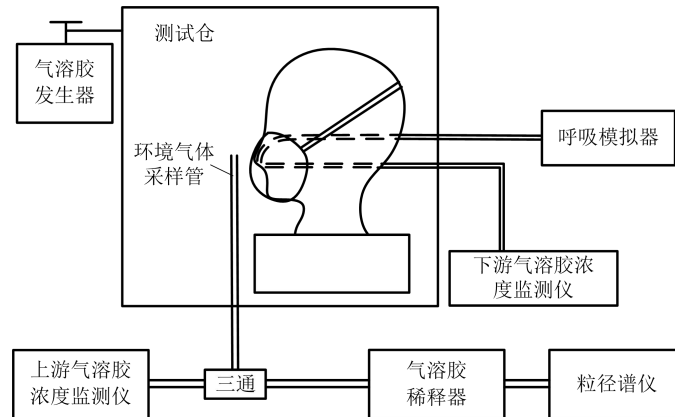 测试仓
气溶胶
发生器
环境气体
采样管
呼吸模拟器
下游气溶胶浓
度监测仪
上游气溶胶
浓度监测仪
三通
气溶胶
稀释器
粒径谱仪